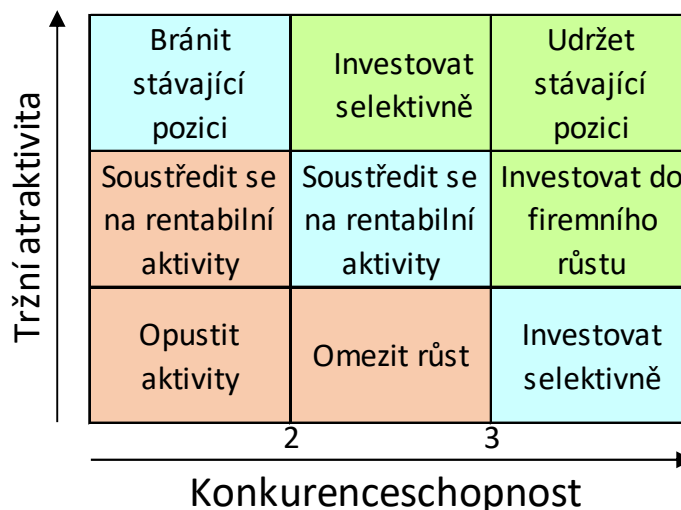 Tržní atraktivita
Bránit
stávající
pozici
Investovat
selektivně
Udržet
stávající
pozici
Soustředit se
na rentabilní
aktivity
Soustředit se
na rentabilní
aktivity
Investovat do
firemního
růstu
Opustit
aktivity
Omezit růst
Investovat
selektivně
2
3
Konkurenceschopnost